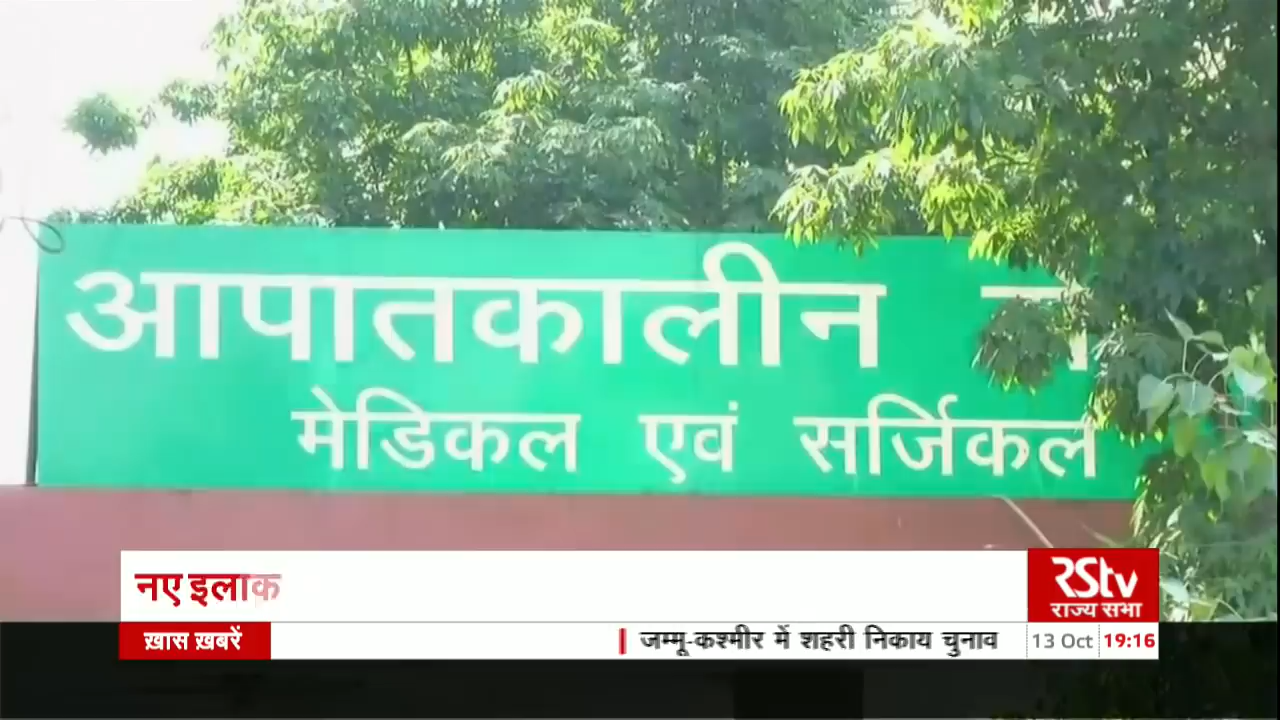 आपातकालीन
मेडिकल एवं सर्जिकल
नए इलाक
RStv
राज्य सभा
ख़ास ख़बरें
जम्मू-कश्मीर में शहरी निकाय चुनाव
13 Oct
19:16